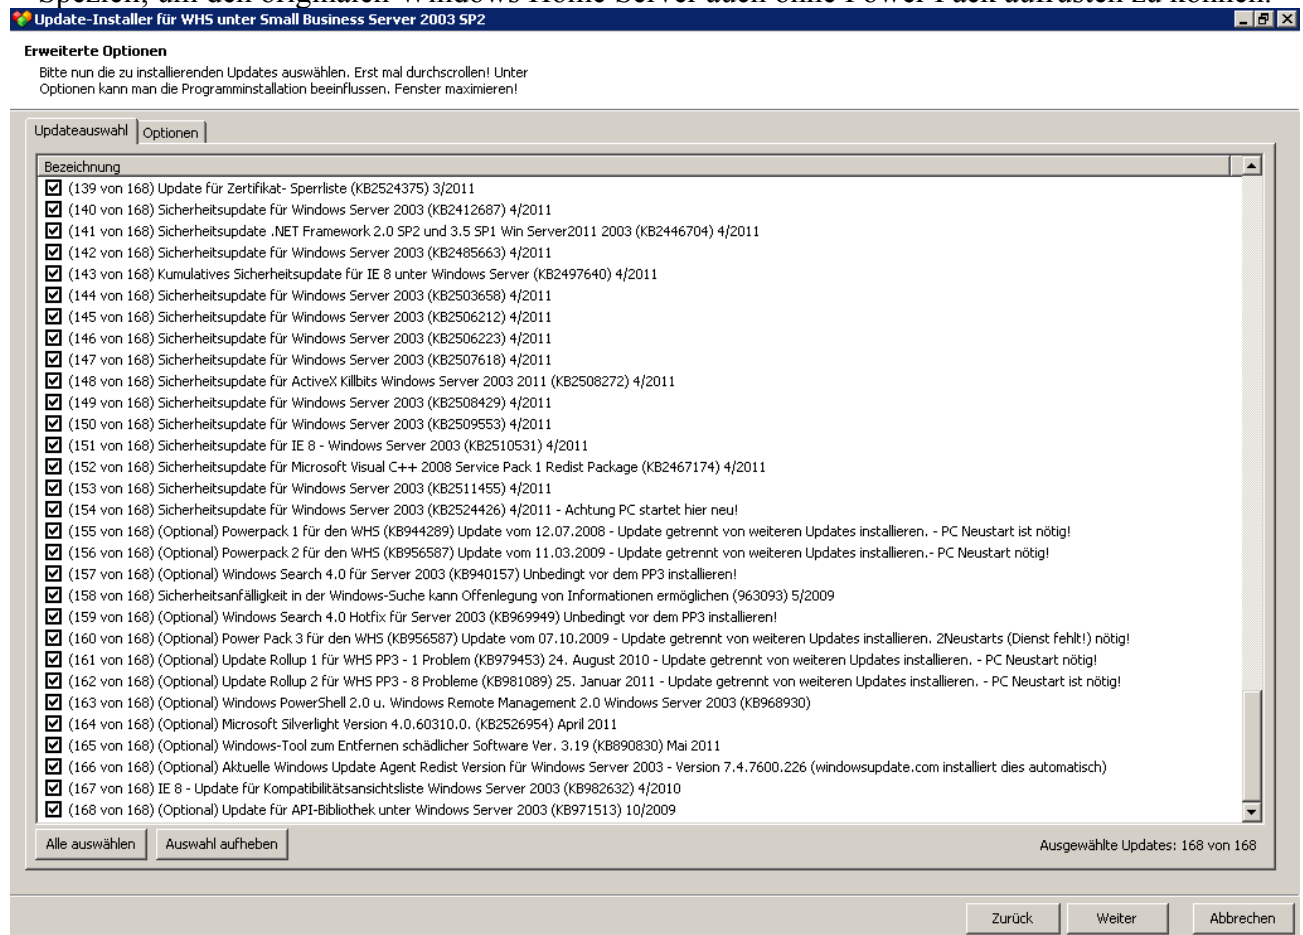 Speziell, um den originalen Windows Home Server auch ohne Power Pack aufrüsten zu können.
Update-Installer für WHS unter Small Business Server 2003 SP2
Erweiterte Optionen
Bitte nun die zu installierenden Updates auswählen. Erst mal durchscrollen! Unter
Optionen kann man die Programminstallation beeinflussen. Fenster maximieren!
Updateauswahl Optionen
Bezeichnung
(139 von 168) Update für Zertifikat- Sperrliste (KB2524375) 3/2011
(140 von 168) Sicherheitsupdate für Windows Server 2003 (KB2412687) 4/2011
(141 von 168) Sicherheitsupdate .NET Framework 2.0 SP2 und 3.5 SP1 Win Server2011 2003 (KB2446704) 4/2011
(142 von 168) Sicherheitsupdate für Windows Server 2003 (KB2485663) 4/2011
(143 von 168) Kumulatives Sicherheitsupdate für IE 8 unter Windows Server (KB2497640) 4/2011
(144 von 168) Sicherheitsupdate für Windows Server 2003 (KB2503658) 4/2011
(145 von 168) Sicherheitsupdate für Windows Server 2003 (KB2506212) 4/2011
(146 von 168) Sicherheitsupdate für Windows Server 2003 (KB2506223) 4/2011
(147 von 168) Sicherheitsupdate für Windows Server 2003 (KB2507618) 4/2011
(148 von 168) Sicherheitsupdate für ActiveX Killbits Windows Server 2003 2011 (KB2508272) 4/2011
(149 von 168) Sicherheitsupdate für Windows Server 2003 (KB2508429) 4/2011
(150 von 168) Sicherheitsupdate für Windows Server 2003 (KB2509553) 4/2011
(151 von 168) Sicherheitsupdate für IE 8 - Windows Server 2003 (KB2510531) 4/2011
(152 von 168) Sicherheitsupdate für Microsoft Visual C++ 2008 Service Pack 1 Redist Package (KB2467174) 4/2011
(153 von 168) Sicherheitsupdate für Windows Server 2003 (KB2511455) 4/2011
(154 von 168) Sicherheitsupdate für Windows Server 2003 (KB2524426) 4/2011 - Achtung PC startet hier neu!
(155 von 168) (Optional) Powerpack 1 für den WHS (KB944289) Update vom 12.07.2008 - Update getrennt von weiteren Updates installieren. - PC Neustart ist nötig!
(156 von 168) (Optional) Powerpack 2 für den WHS (KB956587) Update vom 11.03.2009 - Update getrennt von weiteren Updates installieren.- PC Neustart nötig!
(157 von 168) (Optional) Windows Search 4.0 für Server 2003 (KB940157) Unbedingt vor dem PP3 installieren!
(158 von 168) Sicherheitsanfälligkeit in der Windows-Suche kann Offenlegung von Informationen ermöglichen (963093) 5/2009
(159 von 168) (Optional) Windows Search 4.0 Hotfix für Server 2003 (KB969949) Unbedingt vor dem PP3 installieren!
(160 von 168) (Optional) Power Pack 3 für den WHS (KB956587) Update vom 07.10.2009 - Update getrennt von weiteren Updates installieren. 2Neustarts (Dienst fehlt!) nötig!
(161 von 168) (Optional) Update Rollup 1 für WHS PP3 - 1 Problem (KB979453) 24. August 2010 - Update getrennt von weiteren Updates installieren. - PC Neustart nötig!
(162 von 168) (Optional) Update Rollup 2 für WHS PP3 - 8 Probleme (KB981089) 25. Januar 2011 - Update getrennt von weiteren Updates installieren. - PC Neustart ist nötig!
(163 von 168) (Optional) Windows PowerShell 2.0 u. Windows Remote Management 2.0 Windows Server 2003 (KB968930)
(164 von 168) (Optional) Microsoft Silverlight Version 4.0.60310.0. (KB2526954) April 2011
(165 von 168) (Optional) Windows-Tool zum Entfernen schädlicher Software Ver. 3.19 (KB890830) Mai 2011
(166 von 168) (Optional) Aktuelle Windows Update Agent Redist Version für Windows Server 2003 - Version 7.4.7600.226 (windowsupdate.com installiert dies automatisch)
(167 von 168) IE 8 - Update für Kompatibilitätsansichtsliste Windows Server 2003 (KB982632) 4/2010
(168 von 168) (Optional) Update für API-Bibliothek unter Windows Server 2003 (KB971513) 10/2009
Alle auswählen Auswahl aufheben Ausgewählte Updates: 168 von 168
Zurück Weiter Abbrechen